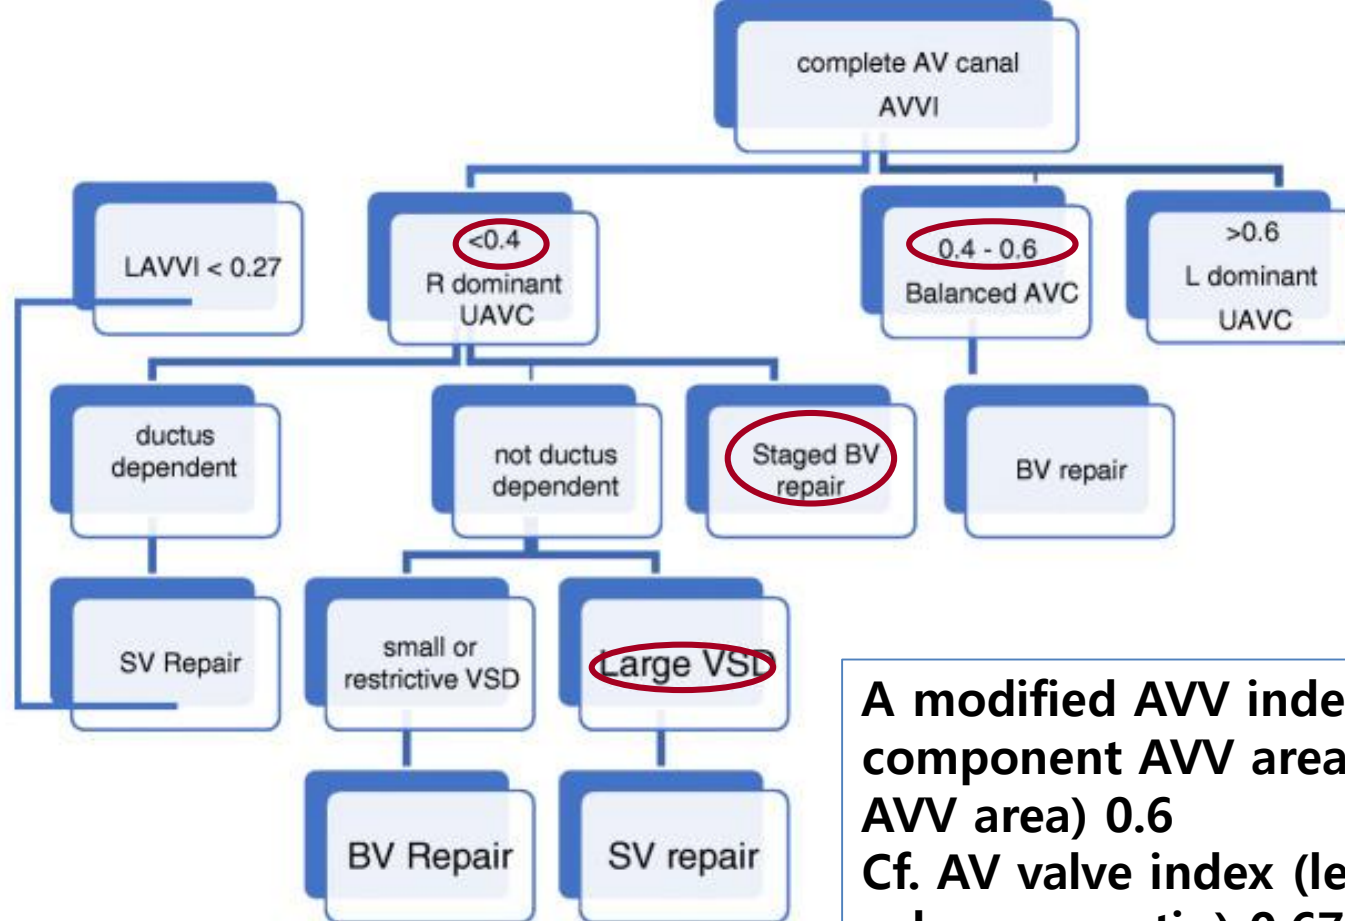 complete AV canal
AVVI
LAVVI < 0.27
<0.4
R dominant
UAVC
0.4 - 0.6
Balanced AVC
>0.6
L dominant
UAVC
ductus
dependent
not ductus
dependent
Staged BV
repair
BV repair
SV Repair
small or
restrictive VSD
Large VSD
BV Repair
SV repair
A modified AVV
component AVV area
AVV area) 0.6
Cf. AV valve index